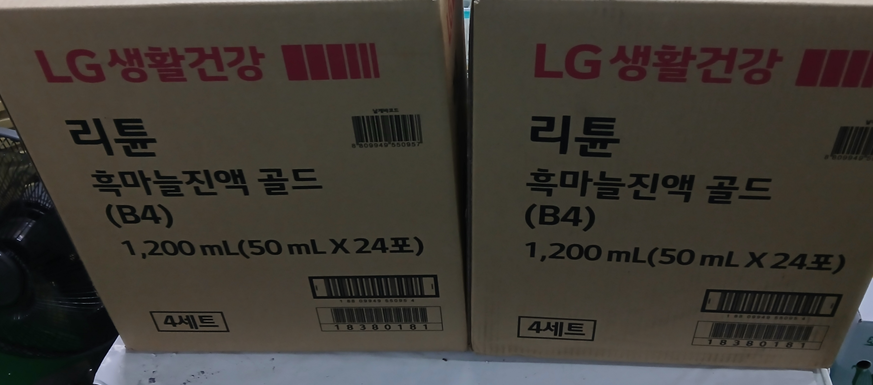 LG생활건강
리튠
흑마늘진액 골드
(B4)
1,200 mL(50 mL X 24포)
4세트
18380181
LG생활건강
리튠
흑마늘진액 골드
(B4)
1,200 mL(50 mL X 24포)
4세트
18380181